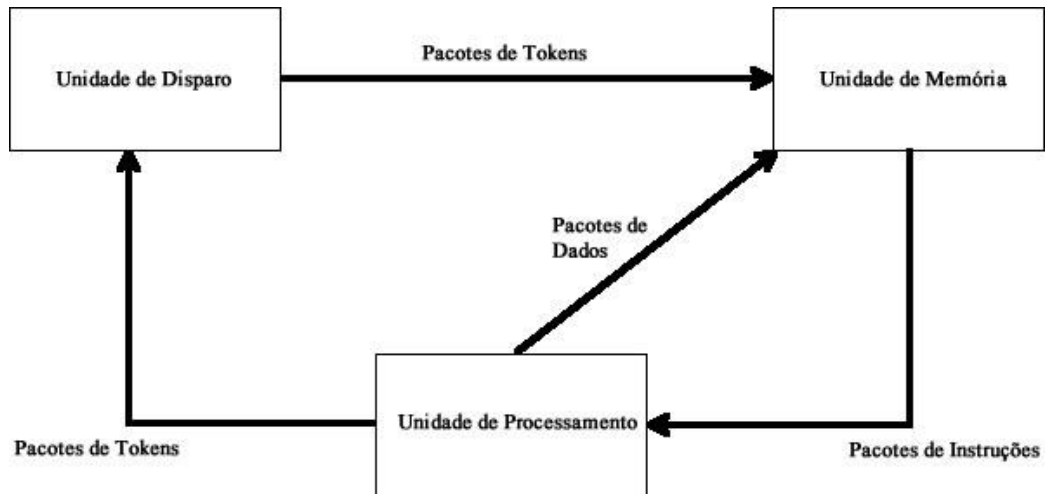 Pacotes de Tokens
Unidade de Disparo
Unidade de Memória
Pacotes de
Dados
Unidade de Processamento
Pacotes de Tokens
Pacotes de Instruções